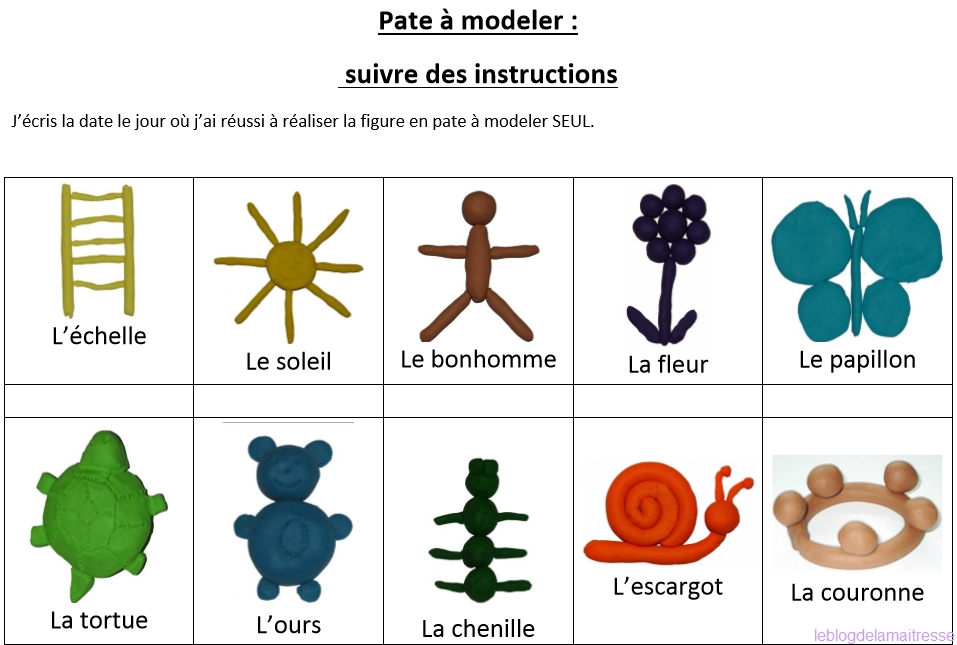 Pate à modeler :
suivre des instructions
J’écris la date le jour où j’ai réussi à réaliser la figure en pate à modeler SEUL.
L’échelle
Le soleil
Le bonhomme
La fleur
Le papillon
La tortue
L’ours
La chenille
L’escargot
La couronne
leblogdelamaitresse